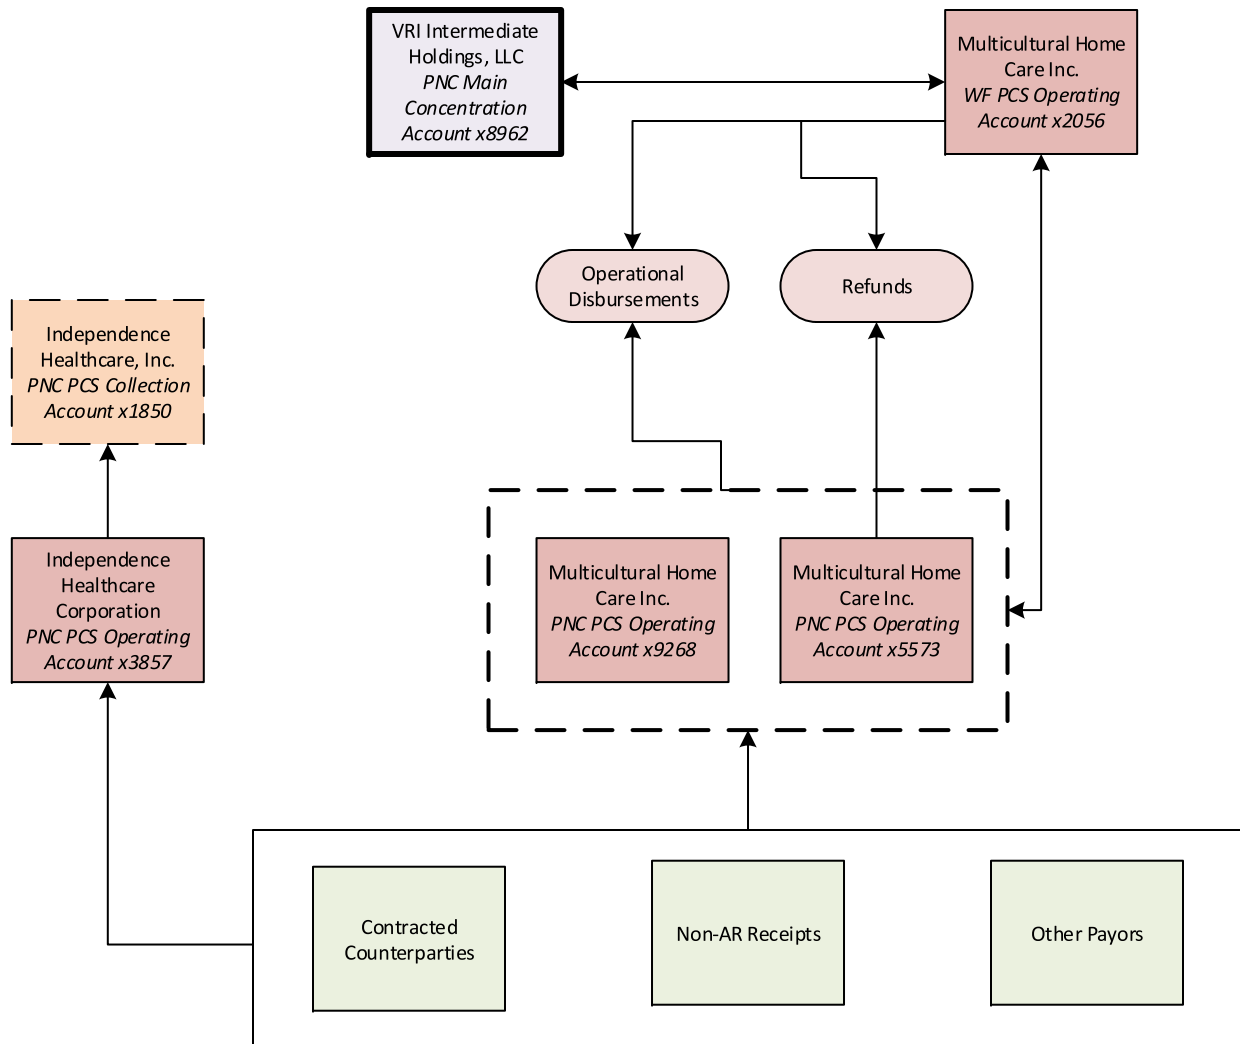 VRI Intermediate
Holdings, LLC
PNC Main
Concentration
Account x8962
Multicultural Home
Care Inc.
WF PCS Operating
Account x2056
Operational
Disbursements
Refunds
Independence
Healthcare, Inc.
PNC PCS Collection
Account x1850
Independence
Healthcare
Corporation
PNC PCS Operating
Account x3857
Multicultural Home
Care Inc.
PNC PCS Operating
Account x9268
Multicultural Home
Care Inc.
PNC PCS Operating
Account x5573
Contracted
Counterparties
Non-AR Receipts
Other Payors